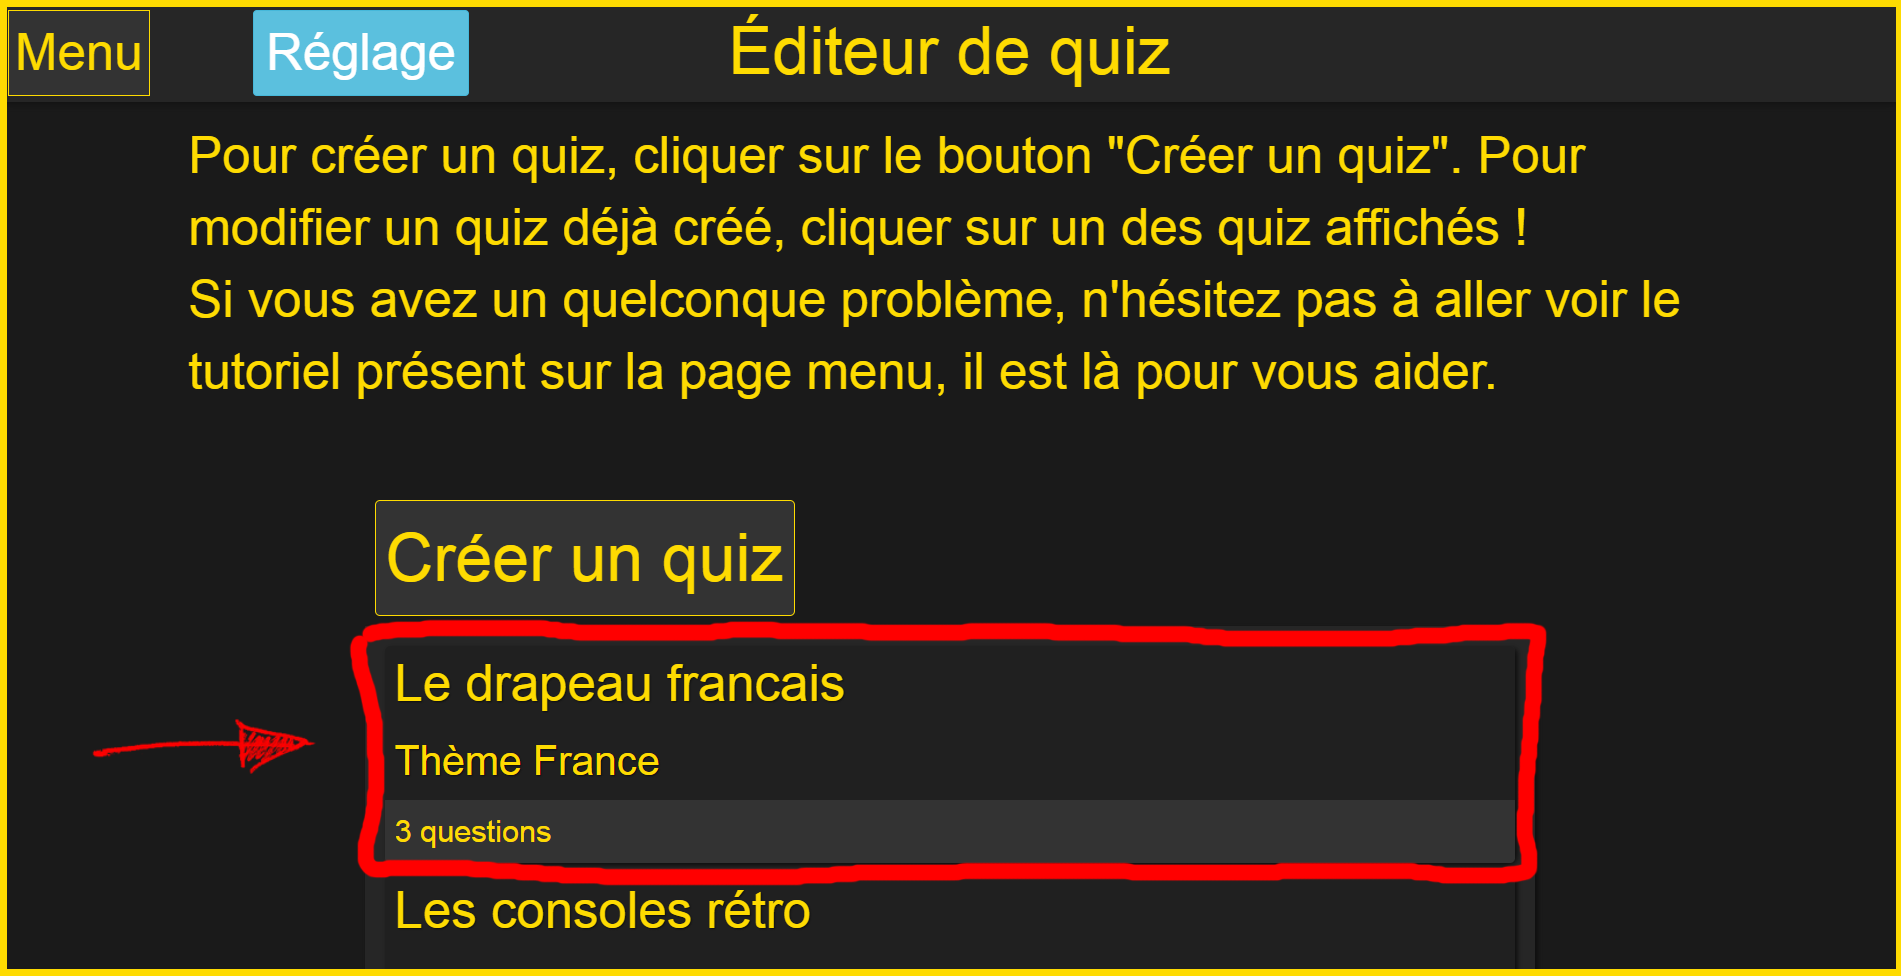 Menu
Réglage
Éditeur de quiz
Pour créer un quiz, cliquer sur le bouton "Créer un quiz". Pour
modifier un quiz déjà créé, cliquer sur un des quiz affichés !
Si vous avez un quelconque problème, n'hésitez pas à aller voir le
tutoriel présent sur la page menu, il est là pour vous aider.
Créer un quiz
Le drapeau francais
Thème France
3 questions
Les consoles rétro